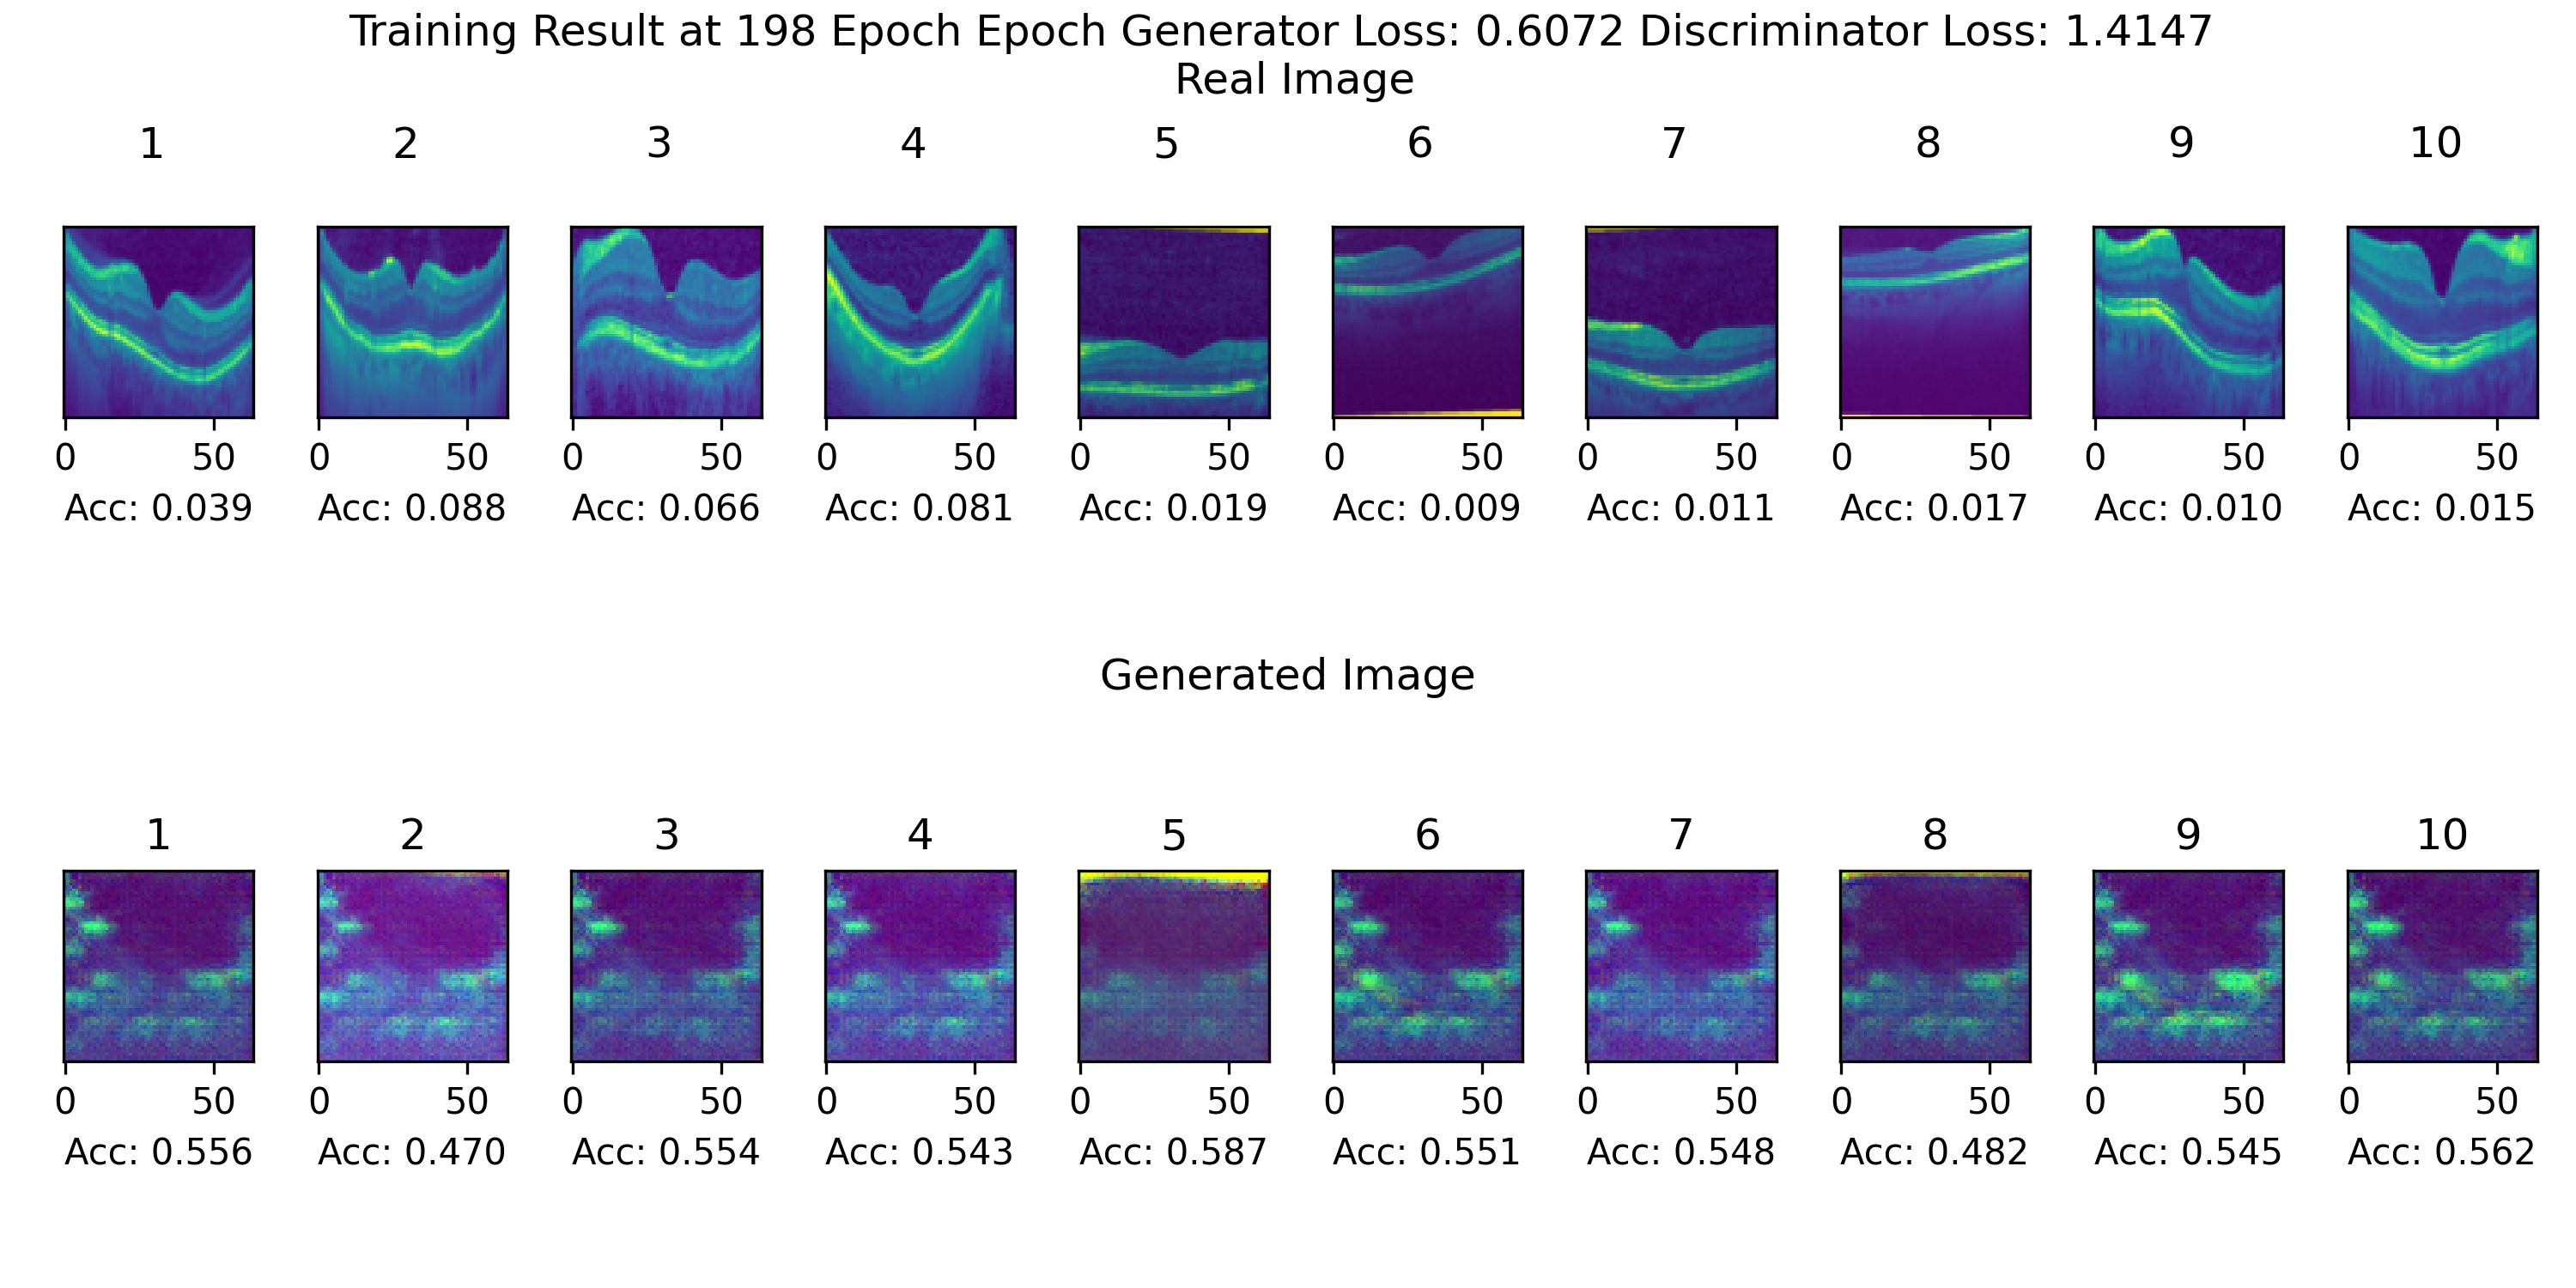 Training Result at 198 Epoch Epoch Generator Loss: 0.6072 Discriminator Loss: 1.4147
Real Image
1 2 3 4 5 6 7 8 9 10
0 50 0 50 0 50 0 50 0 50 0 50 0 50 0 50 0 50 0 50
Acc: 0.039 Acc: 0.088 Acc: 0.066 Acc: 0.081 Acc: 0.019 Acc: 0.009 Acc: 0.011 Acc: 0.017 Acc: 0.010 Acc: 0.015
Generated Image
1 2 3 4 5 6 7 8 9 10
0 50 0 50 0 50 0 50 0 50 0 50 0 50 0 50 0 50 0 50
Acc: 0.556 Acc: 0.470 Acc: 0.554 Acc: 0.543 Acc: 0.587 Acc: 0.551 Acc: 0.548 Acc: 0.482 Acc: 0.545 Acc: 0.562